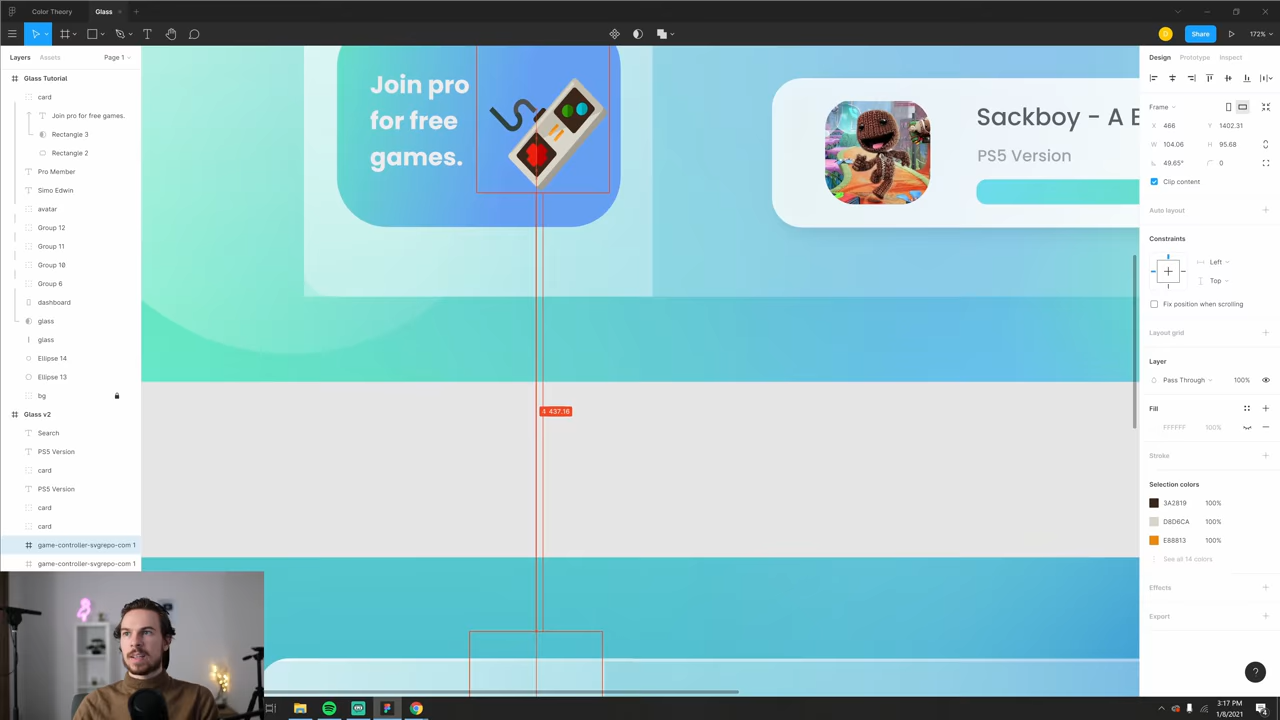 Color Theory
Glass
Share
172%
Layers
Assets
Page 1
Glass Tutorial
card
Join pro for free games.
Rectangle 3
Rectangle 2
Pro Member
Simo Edwin
avatar
Group 12
Group 11
Group 10
Group 6
dashboard
glass
glass
Ellipse 14
Ellipse 13
bg
Glass v2
Search
PS5 Version
card
PS5 Version
card
card
game-controller-svgrepo-com 1
game-controller-svgrepo-com 1
Join pro
for free
games.
Sackboy - A B
PS5 Version
437.16
Design
Prototype
Inspect
Frame
X 466 Y 1402.31
W 104.06 H 95.68
49.65° 0
Clip content
Auto layout
Constraints
Left
Top
Fix position when scrolling
Layout grid
Layer
Pass Through 100%
Fill
FFFFFF 100%
Stroke
Selection colors
3A2819 100%
D8D6CA 100%
E88813 100%
See all 14 colors
Effects
Export
?
3:17 PM
1/8/2021